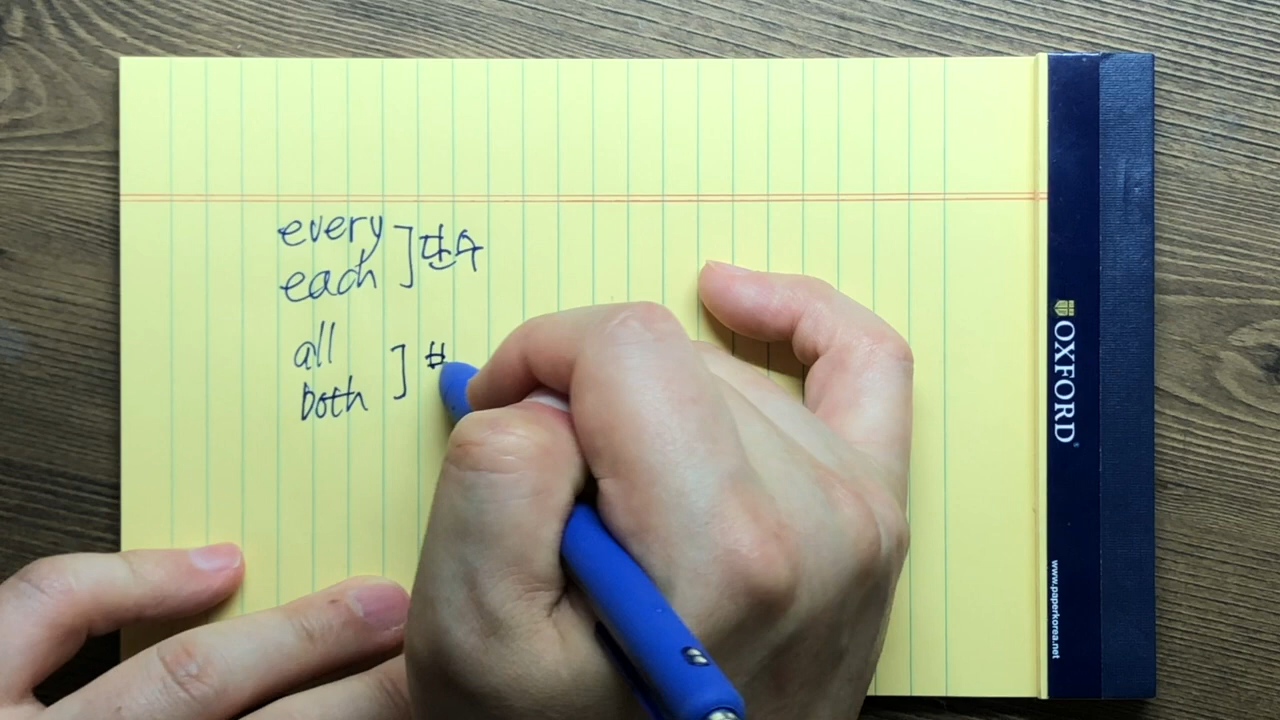 every
each
] 단수
all
both
]
OXFORD
www.paperkorea.net